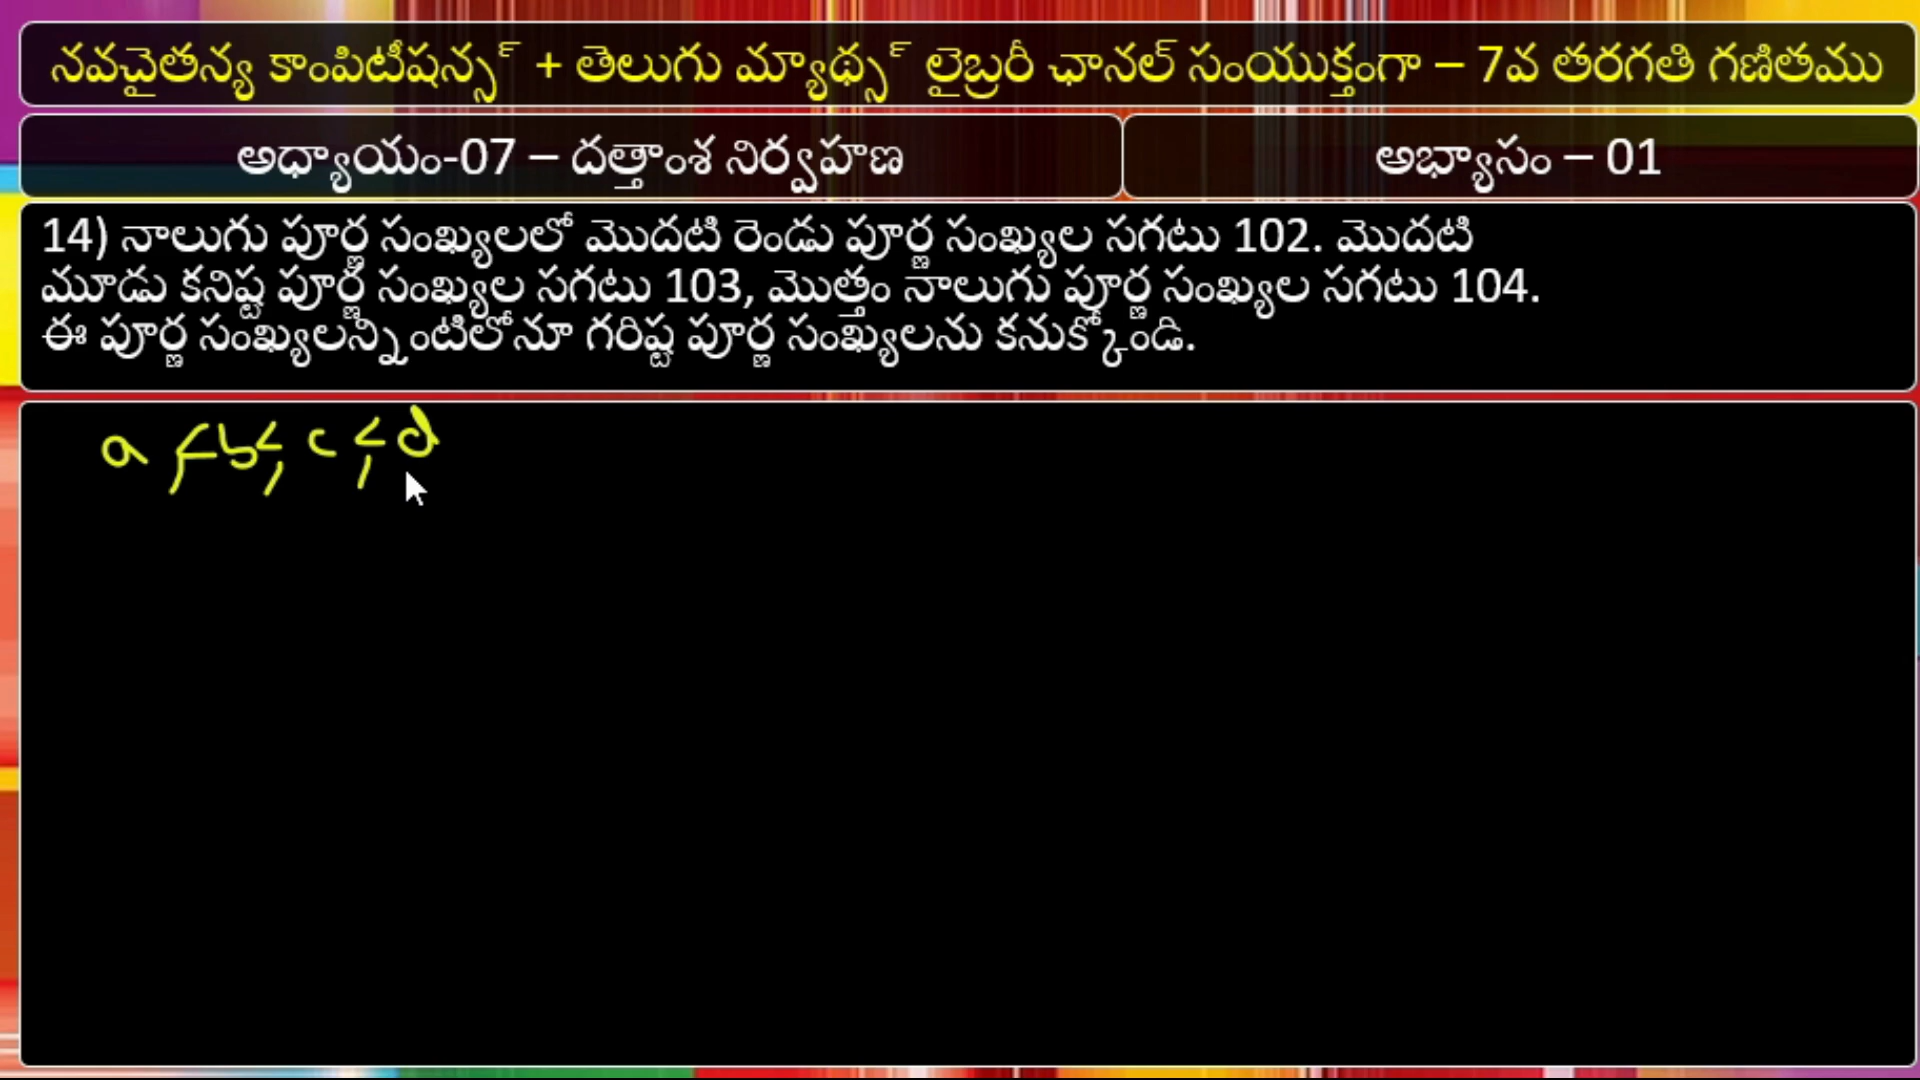 నవచైతన్య కాంపిటీషన్స్ + తెలుగు మ్యాథ్స్ లైబ్రరీ ఛానల్ సంయుక్తంగా – 7వ తరగతి గణితము
అధ్యాయం-07 – దత్తాంశ నిర్వహణ
అభ్యాసం – 01
14) నాలుగు పూర్ణ సంఖ్యలలో మొదటి రెండు పూర్ణ సంఖ్యల సగటు 102. మొదటి
మూడు కనిష్ట పూర్ణ సంఖ్యల సగటు 103, మొత్తం నాలుగు పూర్ణ సంఖ్యల సగటు 104.
ఈ పూర్ణ సంఖ్యలన్నింటిలోనూ గరిష్ట పూర్ణ సంఖ్యలను కనుక్కోండి.
a < b < c < d